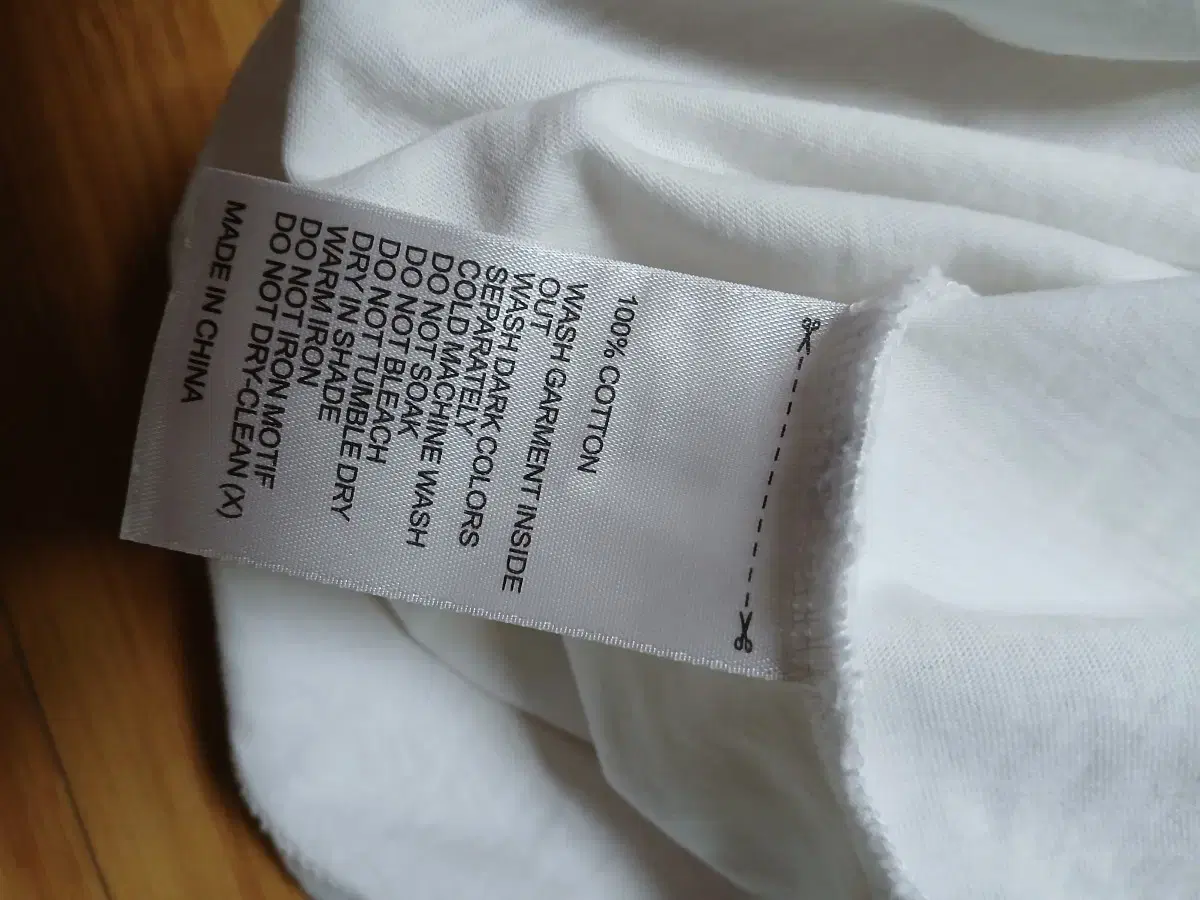 100% COTTON
WASH GARMENT INSIDE
OUT
WASH DARK COLORS
SEPARATELY
COLD MACHINE WASH
DO NOT SOAK
DO NOT BLEACH
DO NOT TUMBLE DRY
DRY IN SHADE
WARM IRON
DO NOT IRON MOTIF
DO NOT DRY-CLEAN (X)
MADE IN CHINA